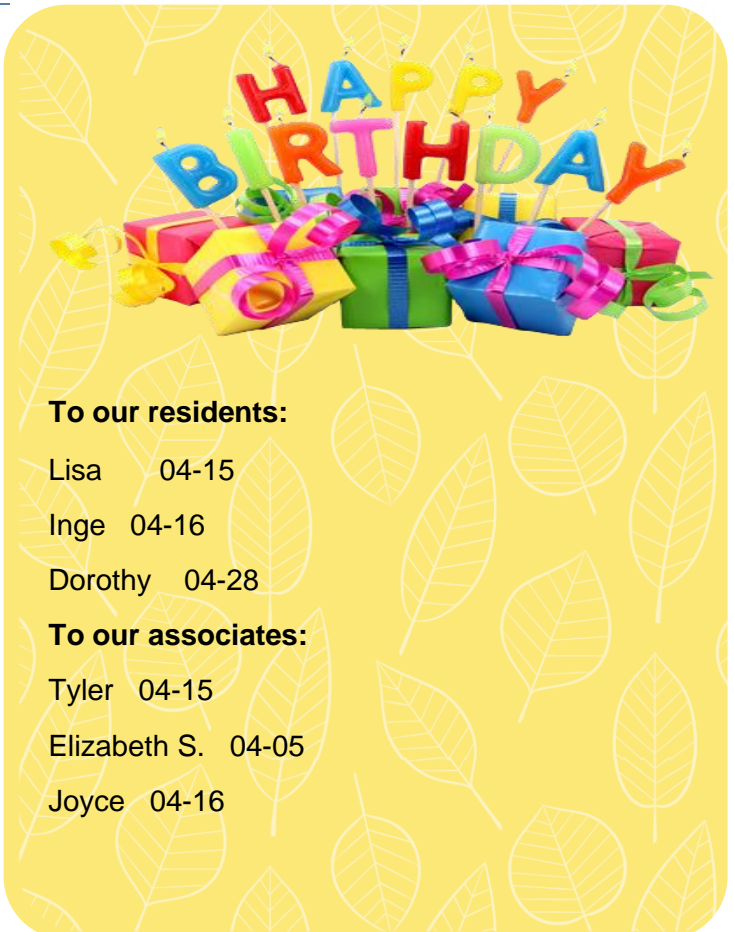 HAPPY
BIRTHDAY
To our residents:
Lisa 04-15
Inge 04-16
Dorothy 04-28
To our associates:
Tyler 04-15
Elizabeth S. 04-05
Joyce 04-16